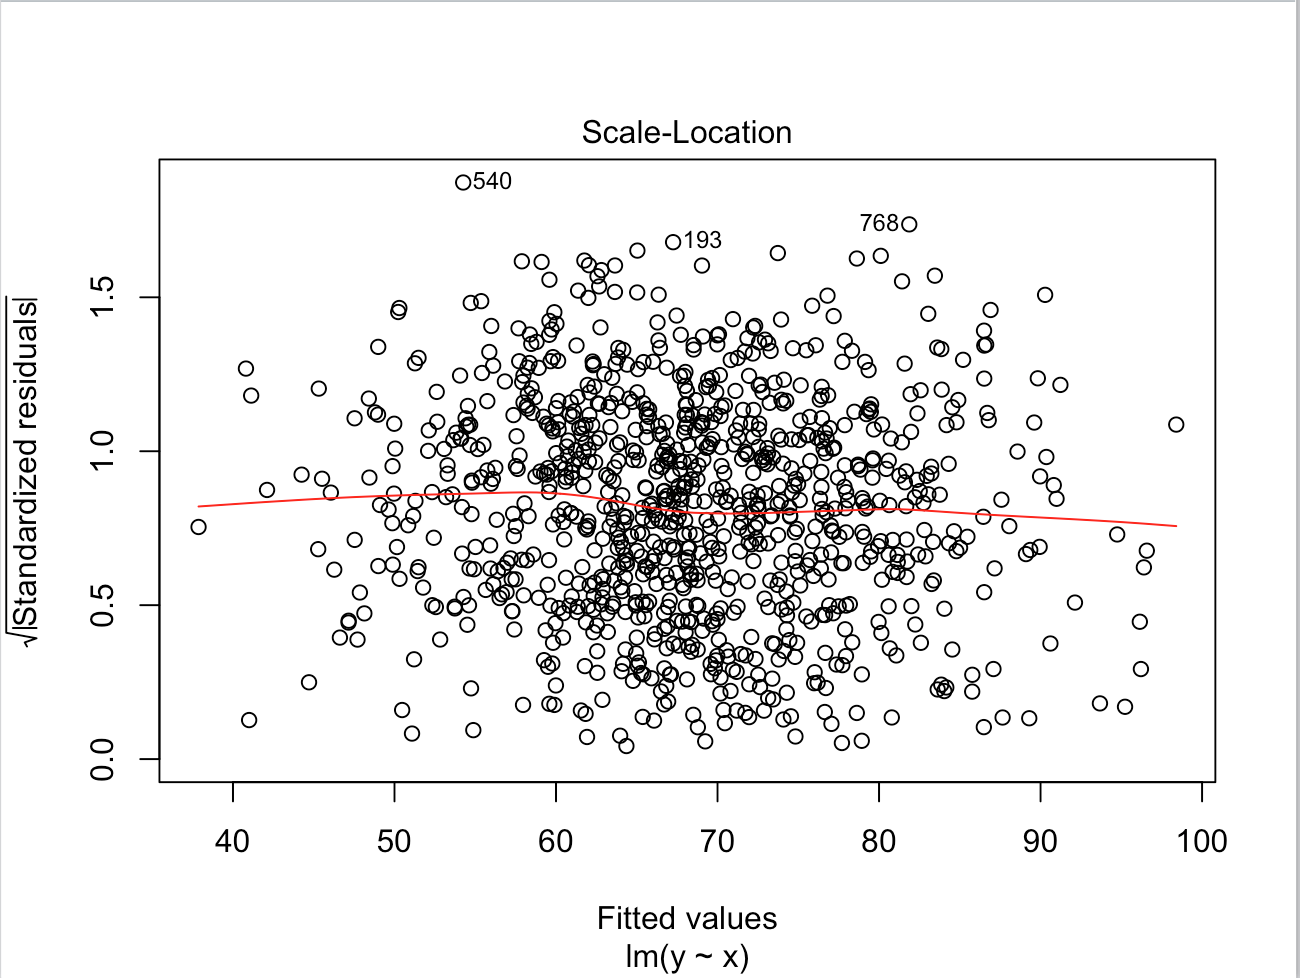 Scale-Location
540
768
193
√|Standardized residuals|
1.5
1.0
0.5
0.0
40 50 60 70 80 90 100
Fitted values
lm(y ~ x)